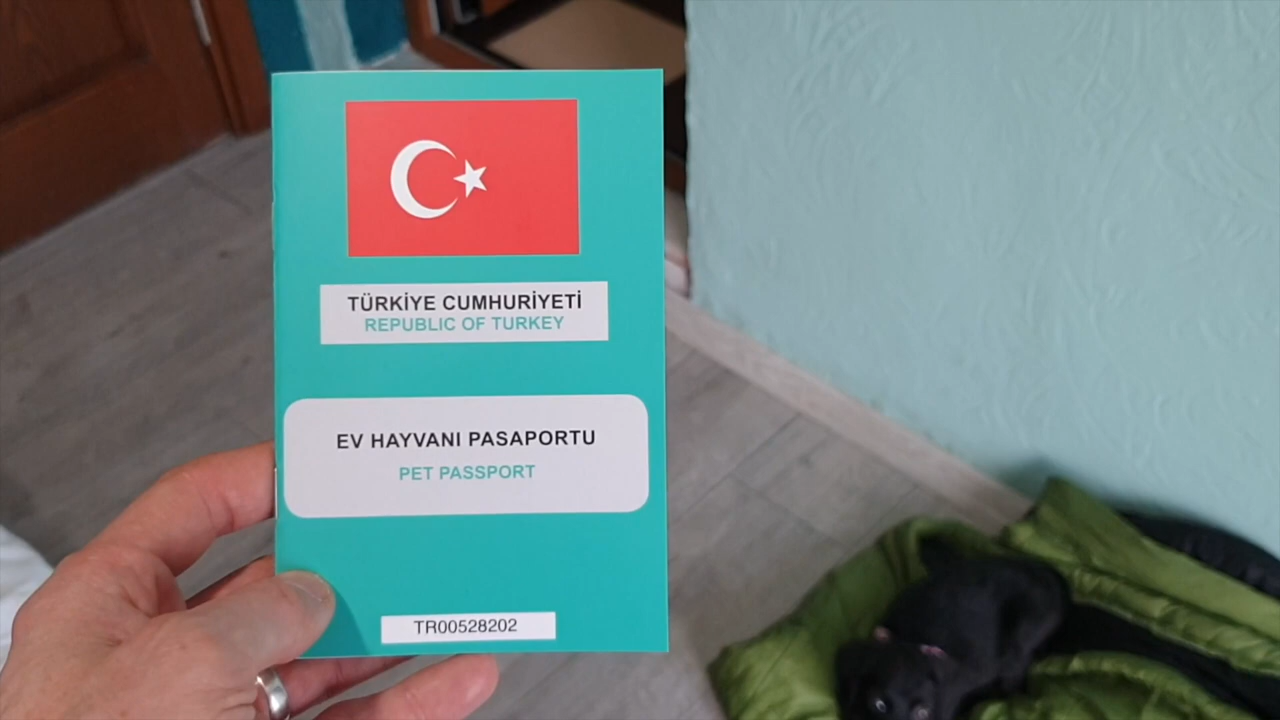 TÜRKİYE CUMHURİYETİ
REPUBLIC OF TURKEY
EV HAYVANI PASAPORTU
PET PASSPORT
TR00528202